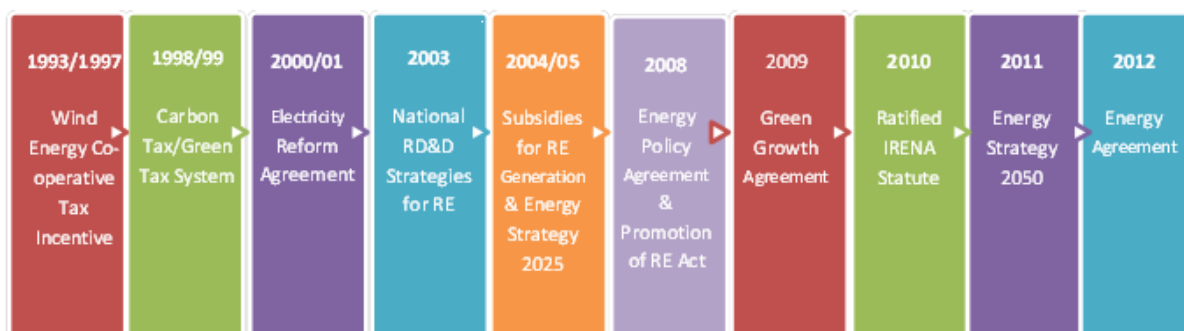 1993/1997
Wind
Energy Co-
operative
Tax
Incentive
1998/99
Carbon
Tax/Green
Tax System
2000/01
Electricity
Reform
Agreement
2003
National
RD&D
Strategies
for RE
2004/05
Subsidies
for RE
Generation
& Energy
Strategy
2025
2008
Energy
Policy
Agreement
&
Promotion
of RE Act
2009
Green
Growth
Agreement
2010
Ratified
IRENA
Statute
2011
Energy
Strategy
2050
2012
Energy
Agreement